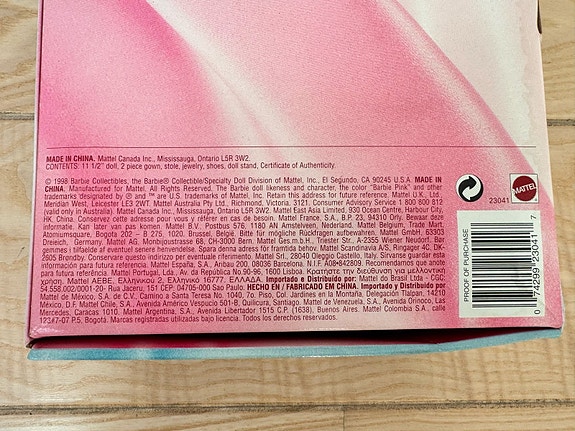 MADE IN CHINA. Mattel Canada Inc., Mississauga, Ontario L5R 3W2.
CONTENTS: 11 1/2" doll, 2 piece gown, stole, jewelry, shoes, doll stand, Certificate of Authenticity.
© 1998 Barbie Collectibles, the Barbie® Collectible/Specialty Doll Division of Mattel, Inc., El Segundo, CA 90245 U.S.A. MADE IN
CHINA. Manufactured for Mattel. All Rights Reserved. The Barbie doll likeness and character, the color "Barbie Pink" and other
trademarks designated by ® and ™ are U.S. trademarks of Mattel, Inc. Retain this address for future reference. Mattel U.K., Ltd.,
Meridian West, Leicester LE3 2WT. Mattel Australia Pty Ltd., Richmond, Victoria. 3121. Consumer Advisory Service 1 800 800 812
(valid only in Australia). Mattel Canada Inc., Mississauga, Ontario L5R 3W2. Mattel East Asia Limited, 930 Ocean Centre, Harbour City,
HK, China. Conservez cette adresse pour vous y référer en cas de besoin. Mattel France, S.A., B.P. 23, 94310 Orly. Bewaar deze
informatie. Kan later van pas komen. Mattel B.V., Postbus 576, 1180 AN Amstelveen, Nederland. Mattel Belgium, Trade Mart,
Atomiumsquare, Bogota 202 - B 275, 1020, Brussel, België. Bitte für mögliche Rückfragen aufbewahren. Mattel GmbH, 63303
Dreieich, Germany. Mattel AG, Monbijoustrasse 68, CH-3000 Bern, Mattel Ges.m.b.H., Triester Str., A-2355 Wiener Neudorf. Bør
gemmes i tilfælde af eventuel senere henvendelse. Spara denna adress för framtida behov. Mattel Scandinavia A/S, Ringager 4C, DK-
2605 Brøndby. Conservare questo indirizzo per eventuale riferimento. Mattel Srl., 28040 Oleggio Castello, Italy. Sírvanse guardar esta
información para futura referencia. Mattel España, S.A., Aribau 200, 08036 Barcelona. N.I.F. A08-842809. Recomendamos que anote
para futura referência. Mattel Portugal, Lda., Av. da República No.90-96, 1600 Lisboa. Κρατήστε την διεύθυνση για μελλοντική
χρήση. Mattel AEBE, Ελληνικού 2, Ελληνικό 16777, ΕΛΛΑΔΑ. Importado e Distribuido por: Mattel do Brasil Ltda - CGC:
54.558.002/0001-20- Rua Jaceru, 151 CEP 04705-000 Sao Paulo. HECHO EN / FABRICADO EM CHINA. Importado y Distribuido por
Mattel de México, S.A. de C.V., Camino a Santa Teresa No. 1040, 7o. Piso, Col. Jardines en la Montaña, Delegación Tlalpan, 14210
México, D.F. Mattel Chile, S.A., Avenida Américo Vespucio 501-B, Quilicura, Santiago. Mattel de Venezuela, S.A., Avenida Orinoco, Las
Mercedes, Caracas 1010. Mattel Argentina, S.A., Avenida Libertador 1515 C.P. (1638), Buenos Aires. Mattel Colombia S.A., calle
123#7-07 P.5, Bogotá. Marcas registradas utilizadas bajo licencia. Todos los derechos reservados.
23041
MATTEL
PROOF OF PURCHASE
0 74299 23041 7